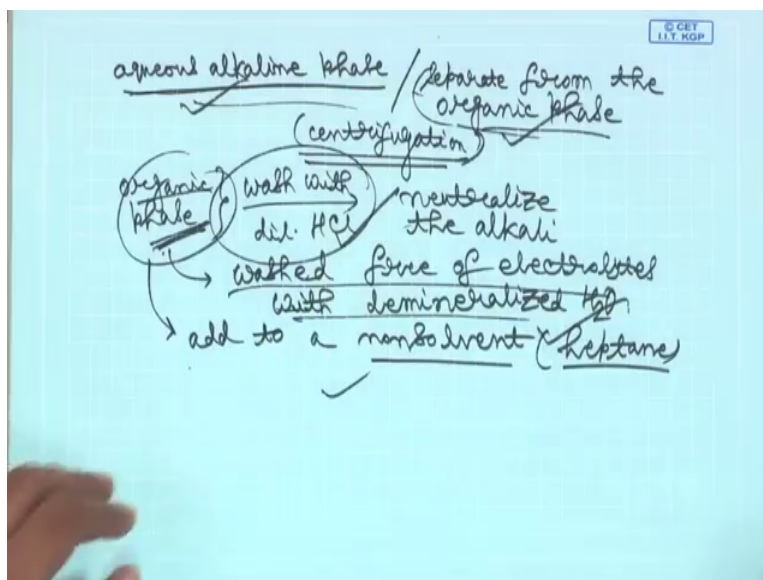 © CET
I.I.T. KGP
aqueous alkaline phase / separate from the
organic phase
(centrifugation)
organic phase wash with dil. HCl neutralize the alkali
washed free of electrolytes
with demineralized H2O
add to a nonsolvent (heptane)